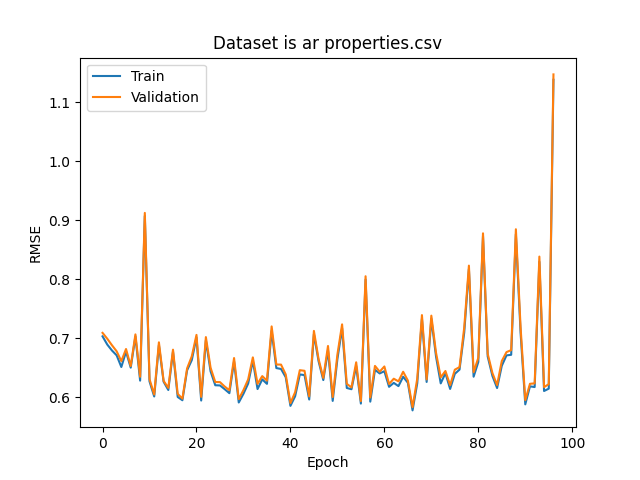 Dataset is ar properties.csv
Train
Validation
RMSE
1.1
1.0
0.9
0.8
0.7
0.6
0 20 40 60 80 100
Epoch